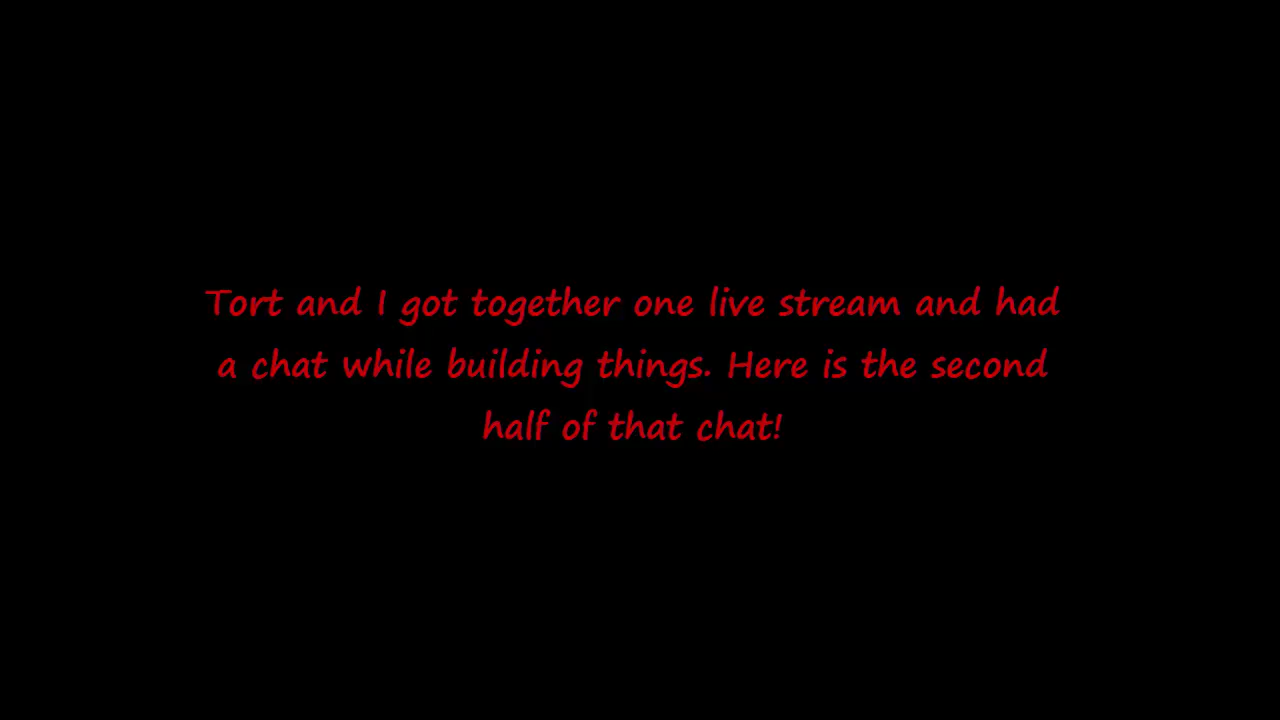 Tort and I got together one live stream and had
a chat while building things. Here is the second
half of that chat!